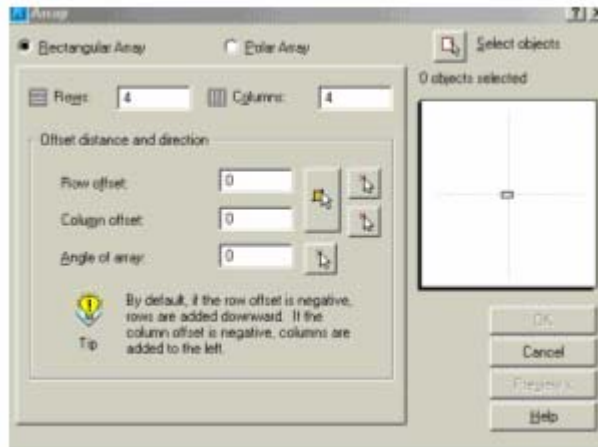 Array
Rectangular Array
Polar Array
Select objects
0 objects selected
Rows:
4
Columns:
4
Offset distance and direction
Row offset:
0
Column offset:
0
Angle of array:
0
Tip
By default, if the row offset is negative,
rows are added downward. If the
column offset is negative, columns are
added to the left.
OK
Cancel
Preview <
Help